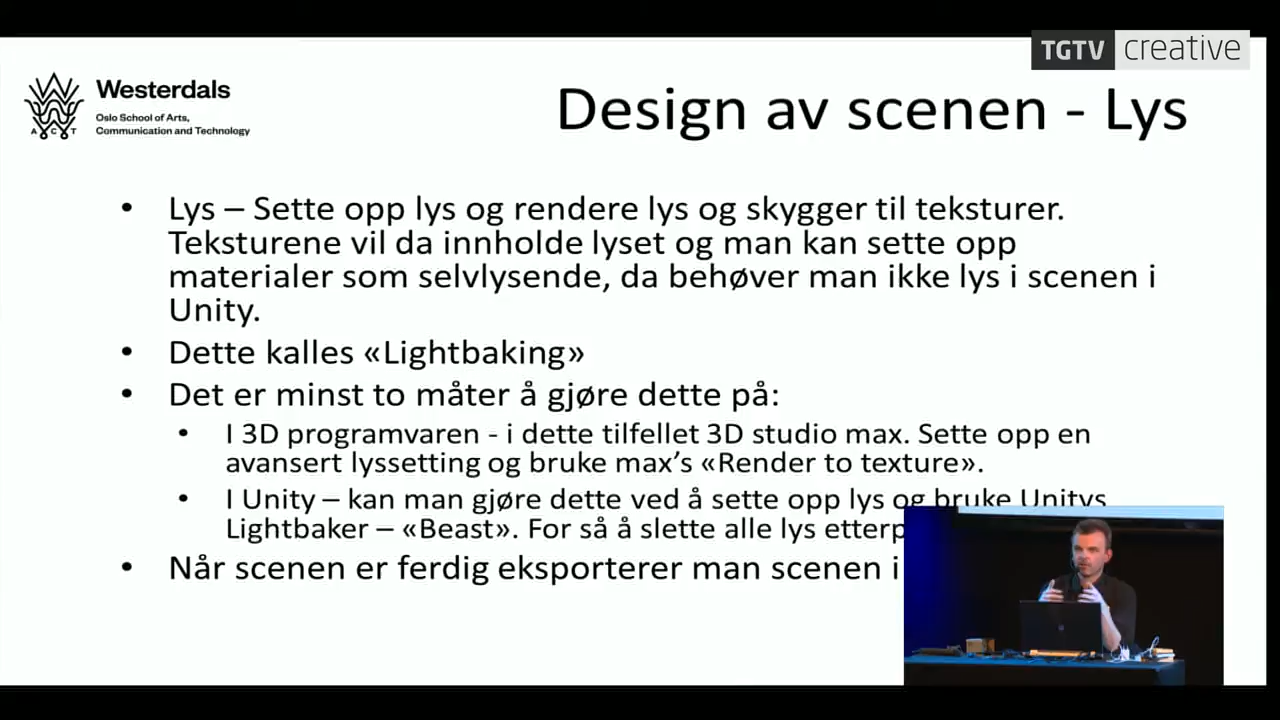 TGTV creative
Westerdals
Oslo School of Arts,
Communication and Technology
A C T
Design av scenen - Lys
• Lys – Sette opp lys og rendere lys og skygger til teksturer.
Teksturene vil da innholde lyset og man kan sette opp
materialer som selvlysende, da behøver man ikke lys i scenen i
Unity.
• Dette kalles «Lightbaking»
• Det er minst to måter å gjøre dette på:
• I 3D programvaren - i dette tilfellet 3D studio max. Sette opp en
avansert lyssetting og bruke max’s «Render to texture».
• I Unity – kan man gjøre dette ved å sette opp lys og bruke Unitys
Lightbaker – «Beast». For så å slette alle lys
• Når scenen er ferdig eksporterer man scenen i